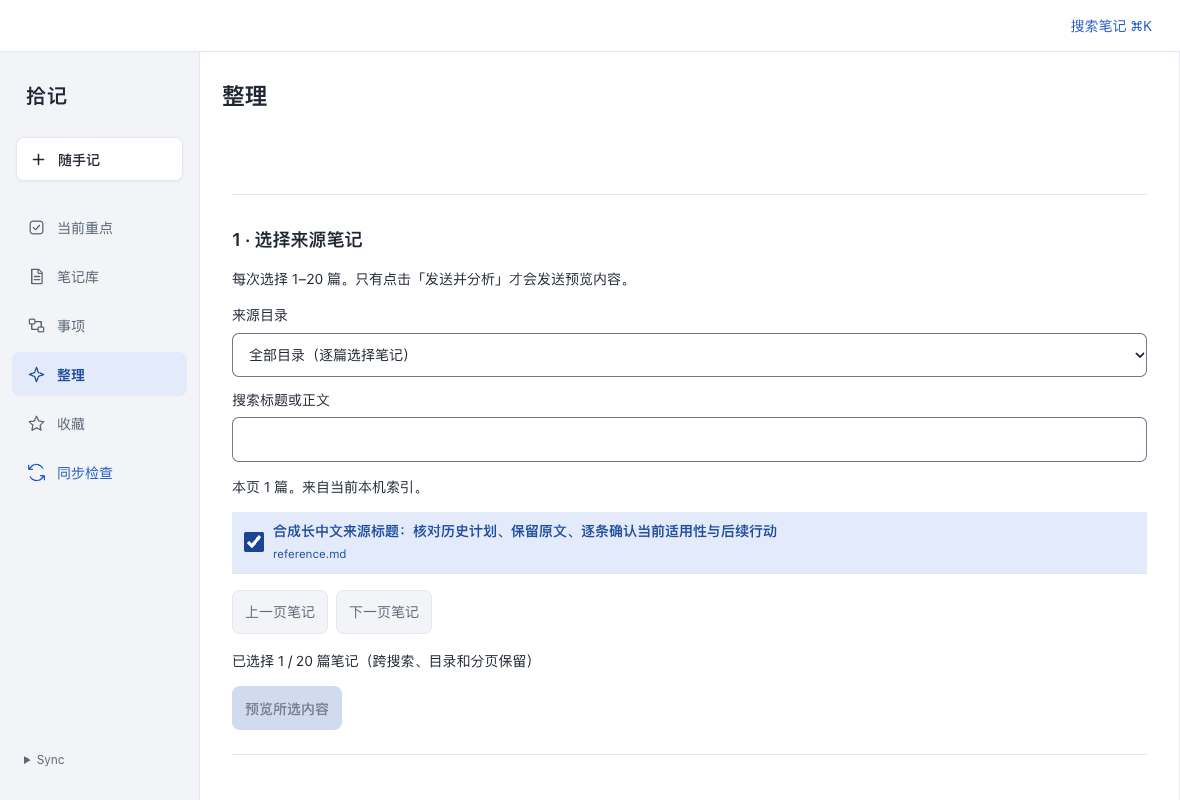 搜索笔记 ⌘K
拾记
随手记
当前重点
笔记库
事项
整理
收藏
同步检查
Sync
整理
1 · 选择来源笔记
每次选择 1–20 篇。只有点击「发送并分析」才会发送预览内容。
来源目录
全部目录（逐篇选择笔记）
搜索标题或正文
本页 1 篇。来自当前本机索引。
合成长中文来源标题：核对历史计划、保留原文、逐条确认当前适用性与后续行动
reference.md
上一页笔记 下一页笔记
已选择 1 / 20 篇笔记（跨搜索、目录和分页保留）
预览所选内容